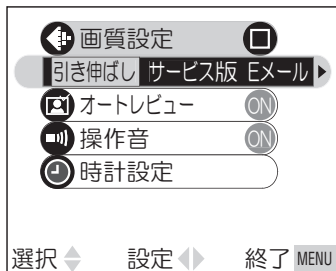 画質設定
引き伸ばし サービス版 Eメール
オートレビュー ON
操作音 ON
時計設定
選択 設定 終了 MENU